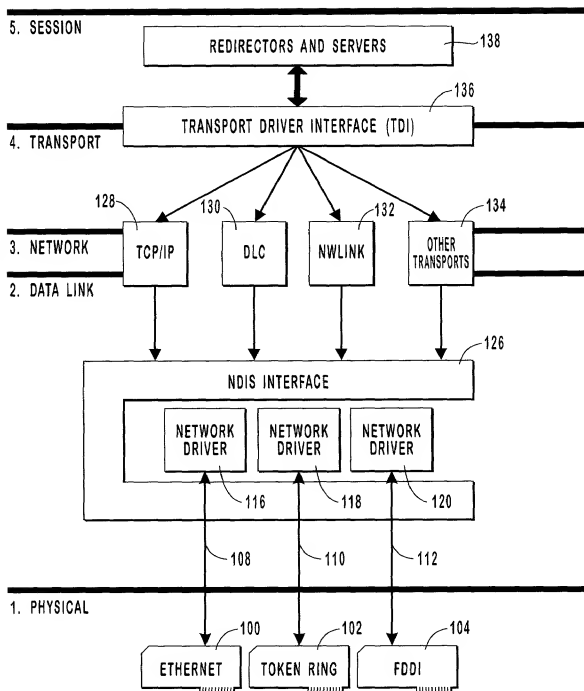 5. SESSION
REDIRECTORS AND SERVERS
138
136
TRANSPORT DRIVER INTERFACE (TDI)
4. TRANSPORT
128
130
132
134
3. NETWORK
TCP/IP
DLC
NWLINK
OTHER
TRANSPORTS
2. DATA LINK
126
NDIS INTERFACE
NETWORK
DRIVER
NETWORK
DRIVER
NETWORK
DRIVER
116
118
120
108
110
112
1. PHYSICAL
100
102
104
ETHERNET
TOKEN RING
FDDI